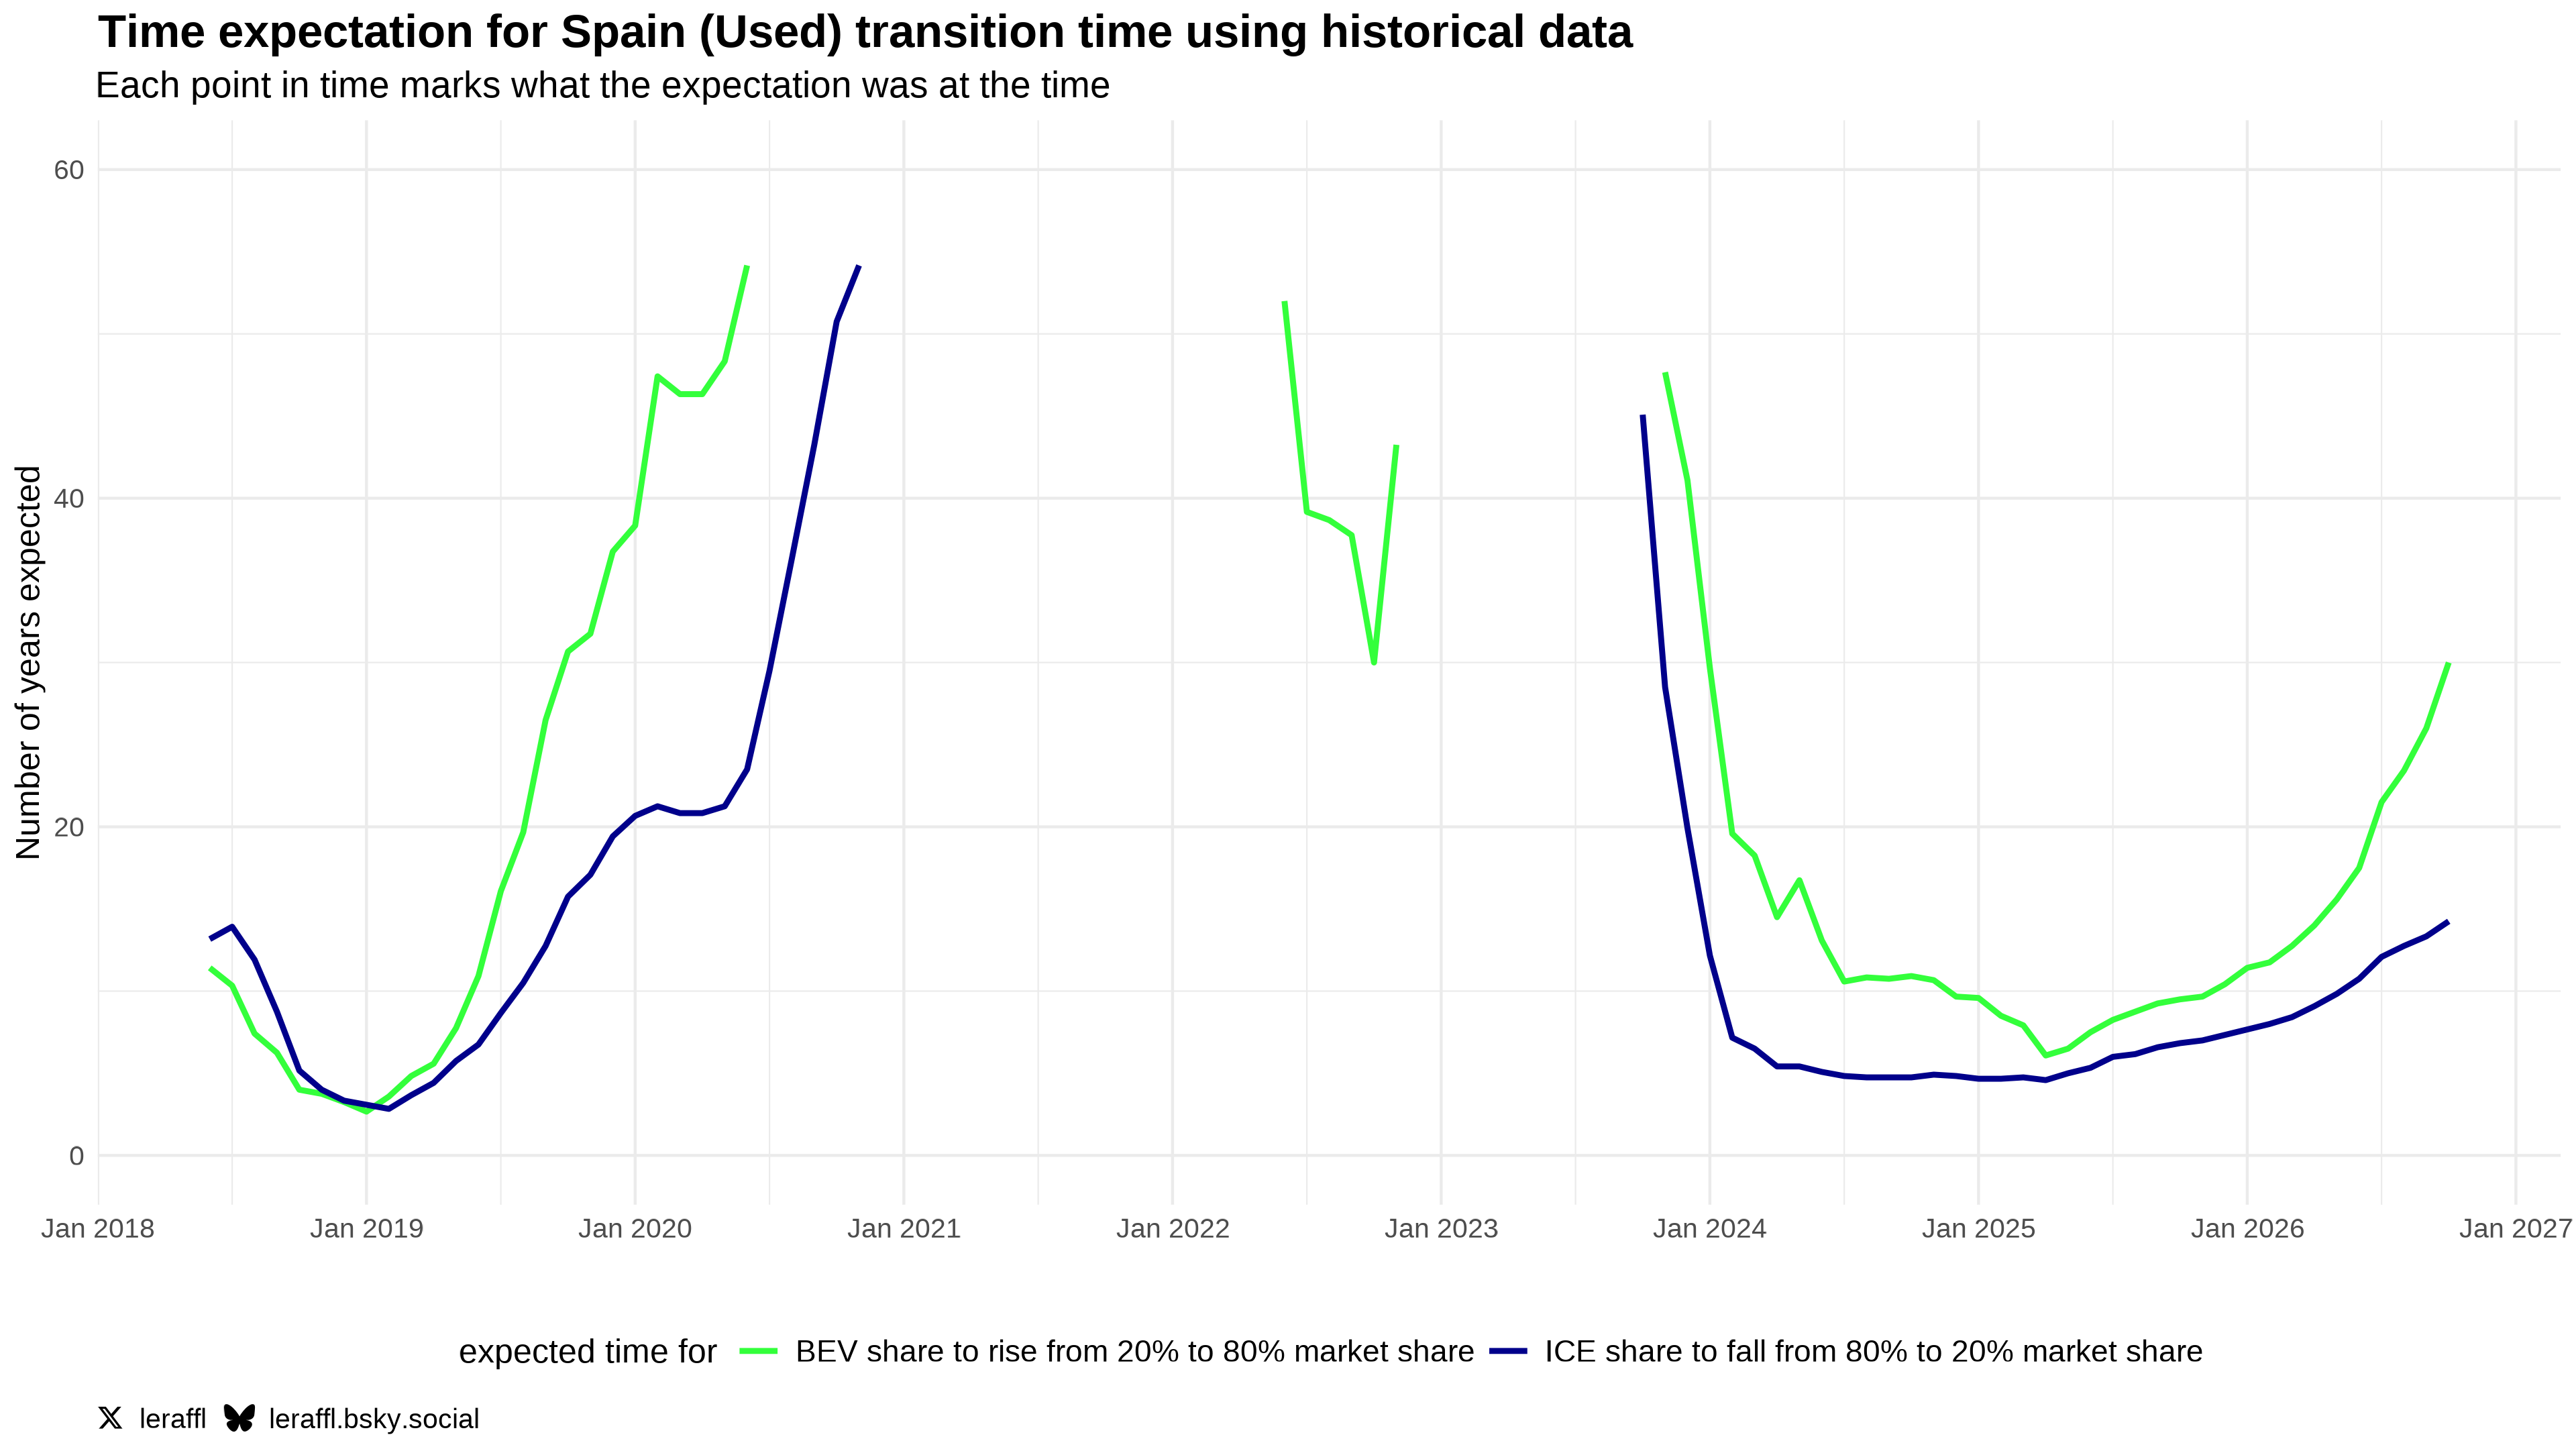 Time expectation for Spain (Used) transition time using historical data
Each point in time marks what the expectation was at the time
Number of years expected
60
40
20
0
Jan 2018 Jan 2019 Jan 2020 Jan 2021 Jan 2022 Jan 2023 Jan 2024 Jan 2025 Jan 2026 Jan 2027
expected time for BEV share to rise from 20% to 80% market share ICE share to fall from 80% to 20% market share
leraffl leraffl.bsky.social